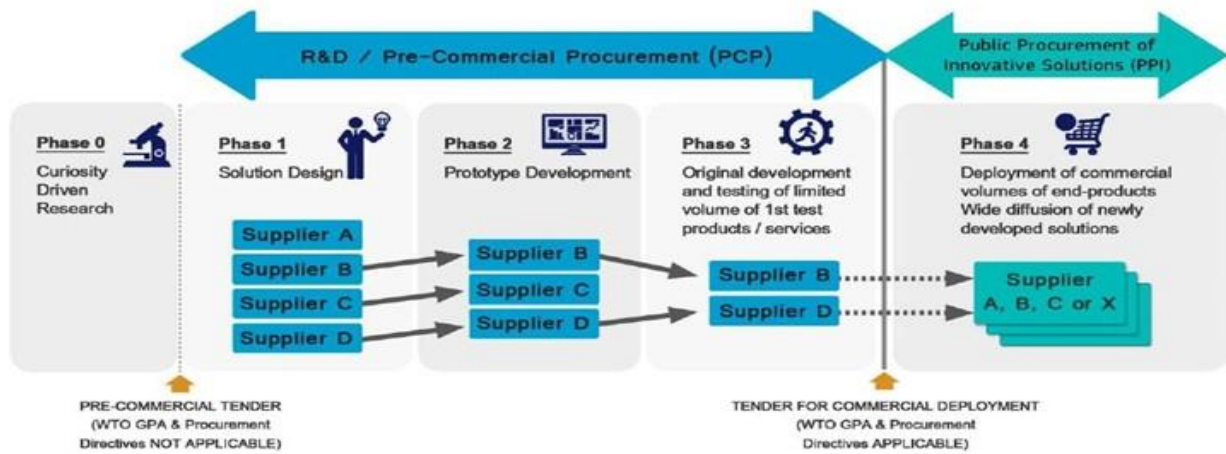 R&D / Pre-Commercial Procurement (PCP)
Public Procurement of
Innovative Solutions (PPI)
Phase 0
Curiosity
Driven
Research
Phase 1
Solution Design
Supplier A
Supplier B
Supplier C
Supplier D
Phase 2
Prototype Development
Supplier B
Supplier C
Supplier D
Phase 3
Original development
and testing of limited
volume of 1st test
products / services
Supplier B
Supplier D
Phase 4
Deployment of commercial
volumes of end-products
Wide diffusion of newly
developed solutions
Supplier
A, B, C or X
PRE-COMMERCIAL TENDER
(WTO GPA & Procurement
Directives NOT APPLICABLE)
TENDER FOR COMMERCIAL DEPLOYMENT
(WTO GPA & Procurement
Directives APPLICABLE)